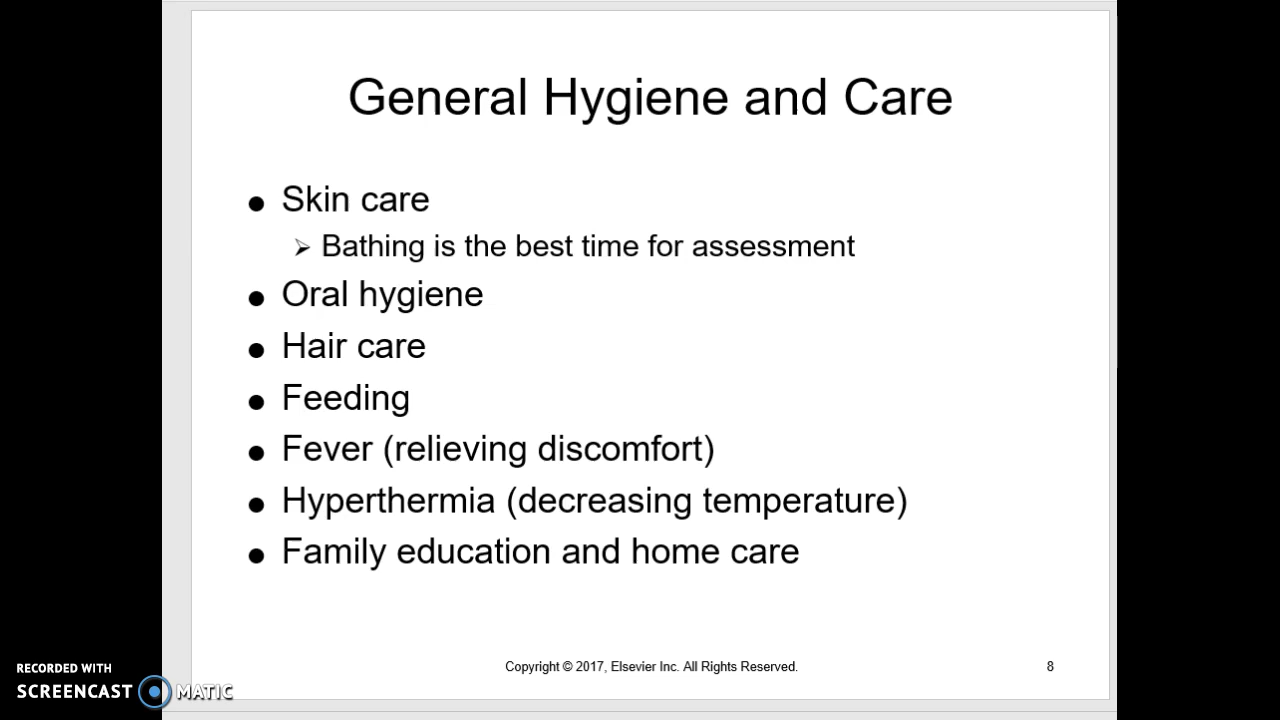 General Hygiene and Care
● Skin care
➢ Bathing is the best time for assessment
● Oral hygiene
● Hair care
● Feeding
● Fever (relieving discomfort)
● Hyperthermia (decreasing temperature)
● Family education and home care
Copyright © 2017, Elsevier Inc. All Rights Reserved.
8
RECORDED WITH
SCREENCAST MATIC